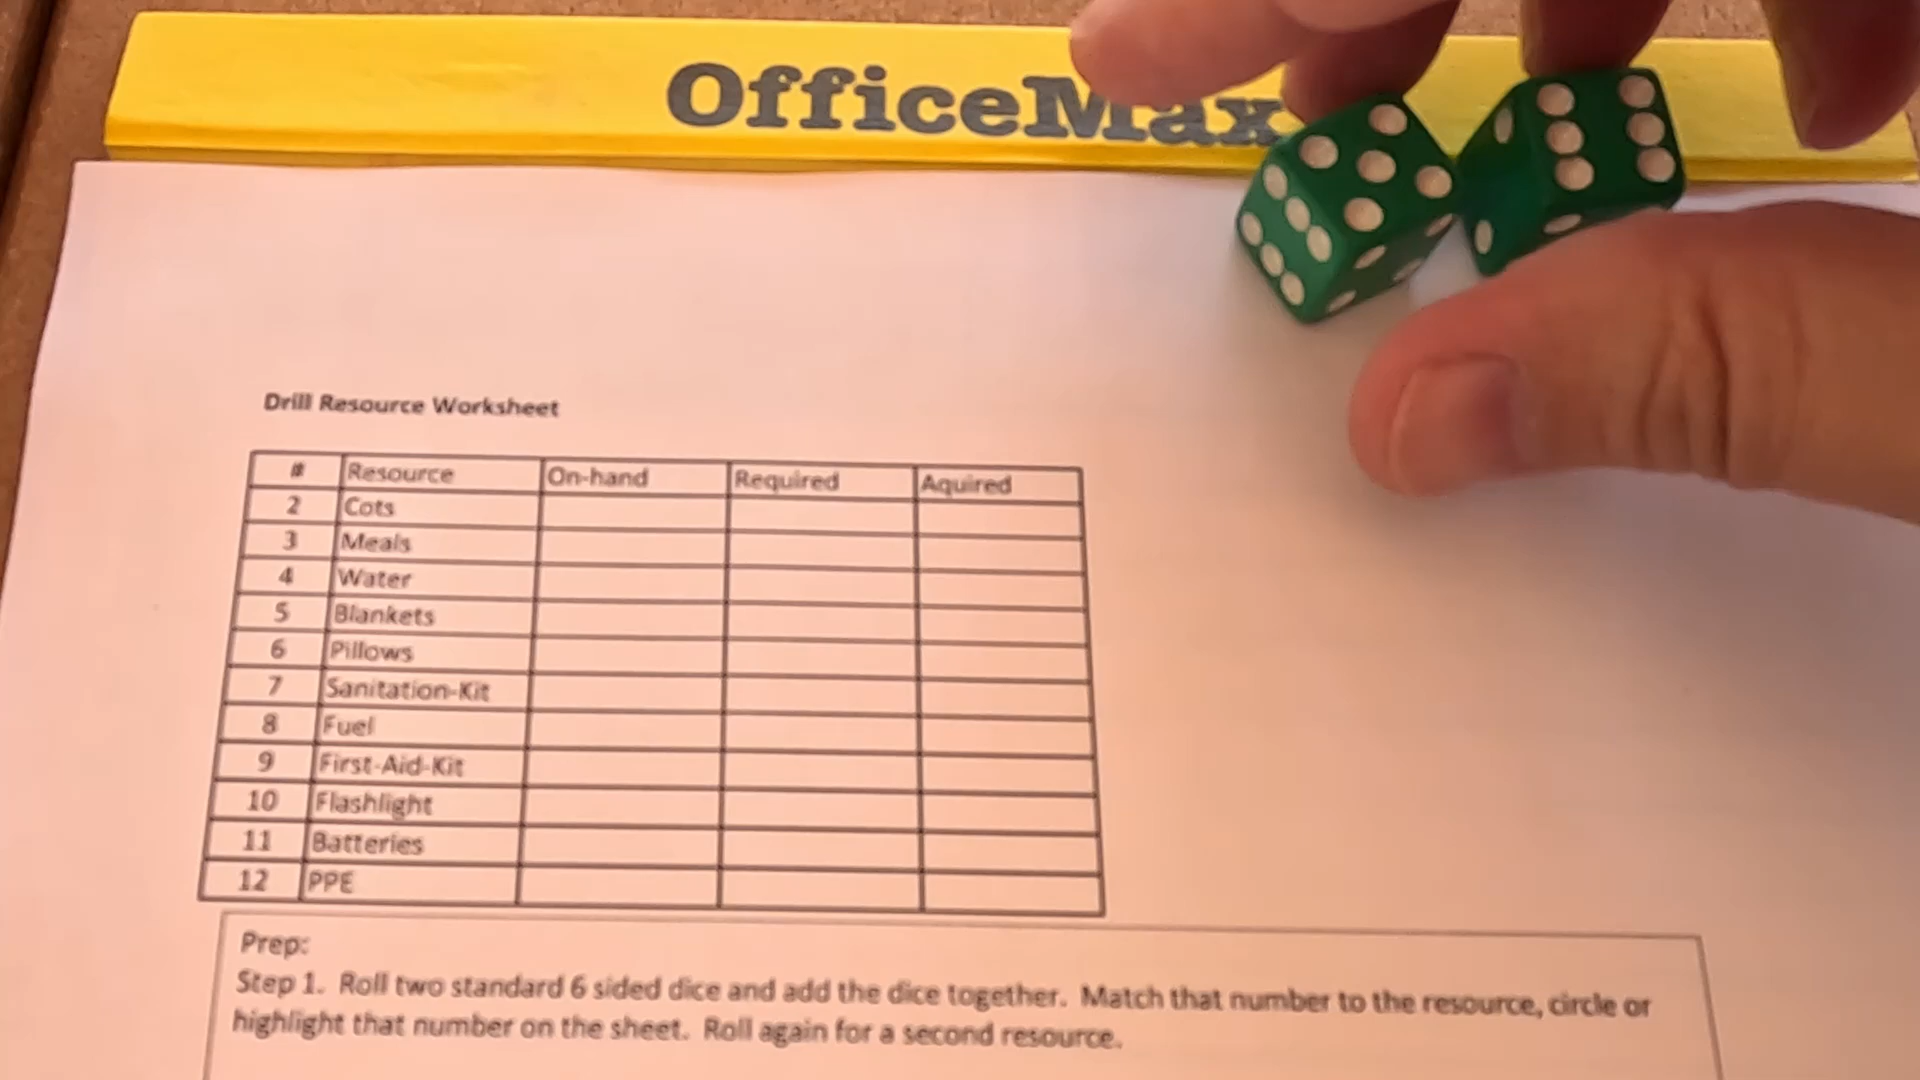 OfficeMax
Drill Resource Worksheet
# Resource On-hand Required Aquired
2 Cots
3 Meals
4 Water
5 Blankets
6 Pillows
7 Sanitation-Kit
8 Fuel
9 First-Aid-Kit
10 Flashlight
11 Batteries
12 PPE
Prep:
Step 1. Roll two standard 6 sided dice and add the dice together. Match that number to the resource, circle or
highlight that number on the sheet. Roll again for a second resource.